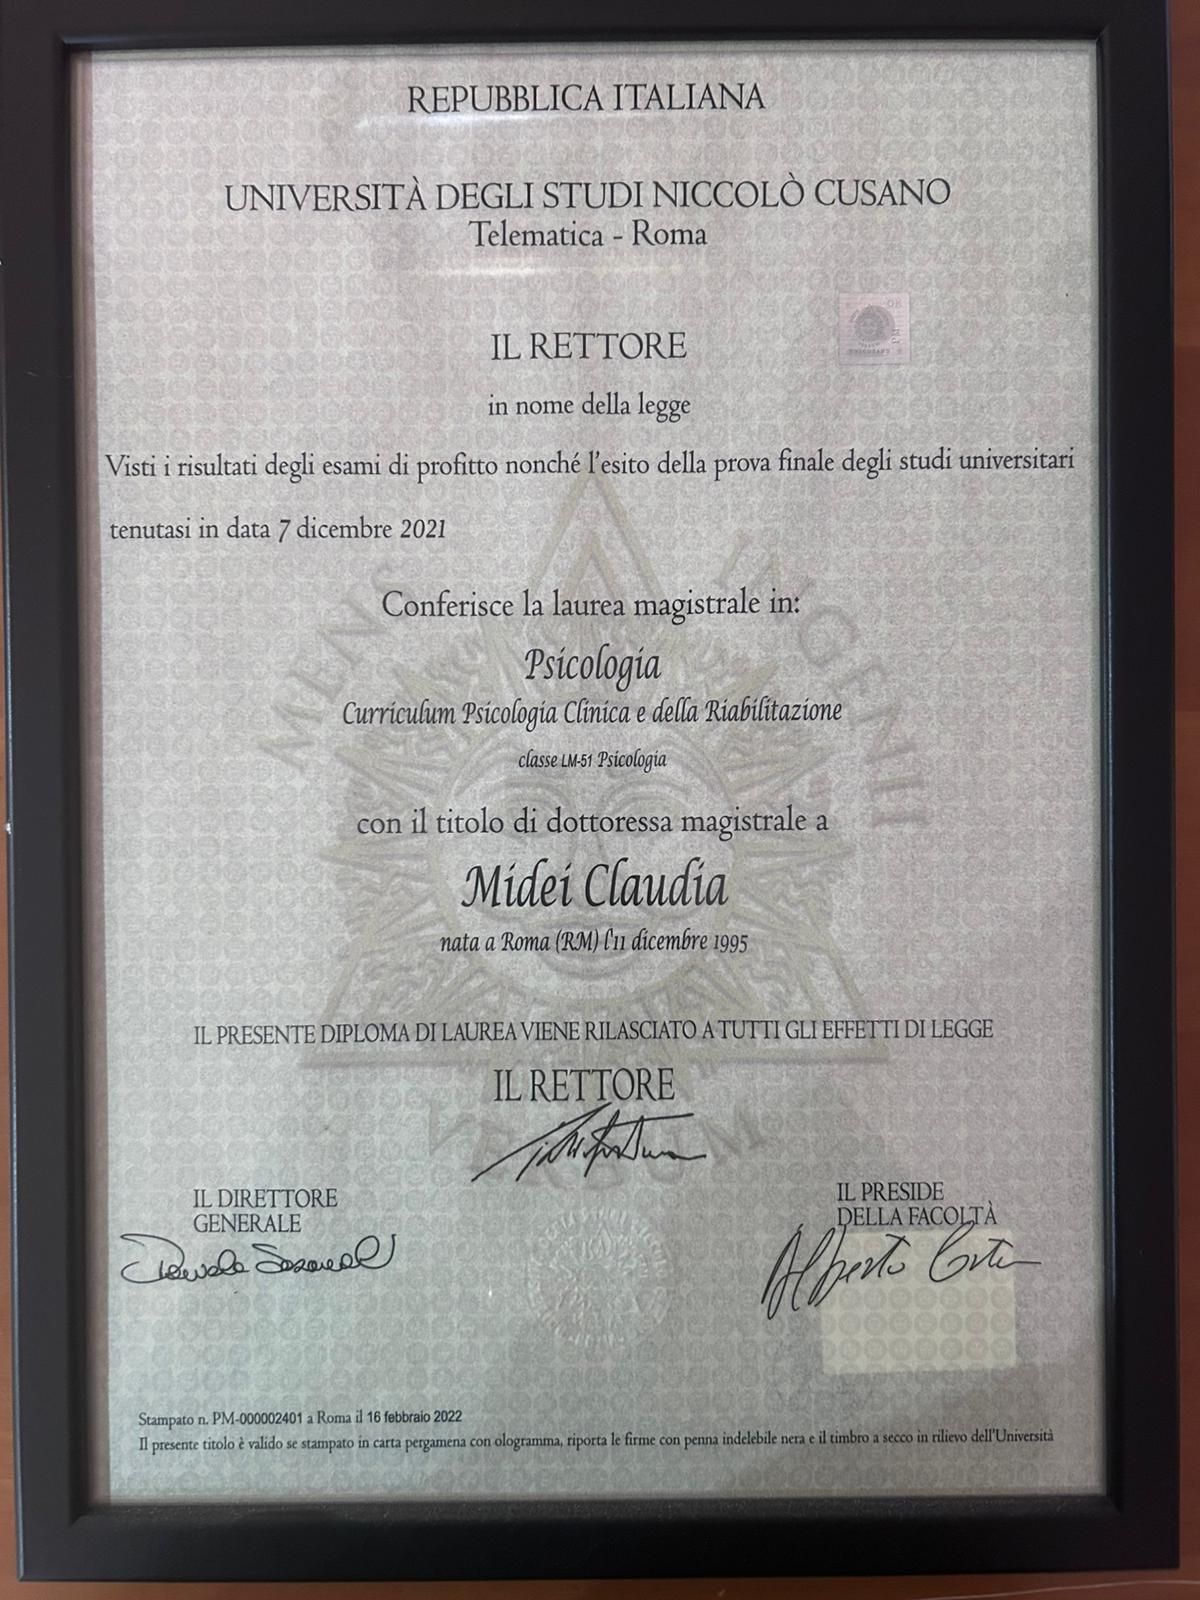 REPUBBLICA ITALIANA
UNIVERSITÀ DEGLI STUDI NICCOLÒ CUSANO
Telematica - Roma
IL RETTORE
in nome della legge
Visti i risultati degli esami di profitto nonché l'esito della prova finale degli studi universitari
tenutasi in data 7 dicembre 2021
Conferisce la laurea magistrale in:
Psicologia
Curriculum Psicologia Clinica e della Riabilitazione
classe LM-51 Psicologia
con il titolo di dottoressa magistrale a
Midei Claudia
nata a Roma (RM) l'11 dicembre 1995
IL PRESENTE DIPLOMA DI LAUREA VIENE RILASCIATO A TUTTI GLI EFFETTI DI LEGGE
IL RETTORE
IL DIRETTORE
GENERALE
IL PRESIDE
DELLA FACOLTÀ
Alberto
Stampato n. PM-000002401 a Roma il 16 febbraio 2022
Il presente titolo è valido se stampato in carta pergamena con ologramma, riporta le firme con penna indelebile nera e il timbro a secco in rilievo dell'Università